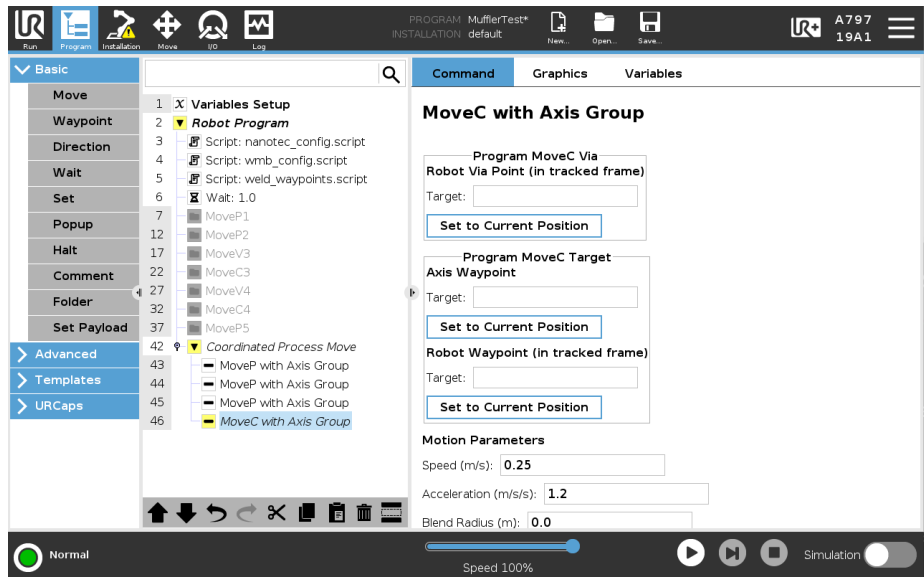 PROGRAM MufflerTest*
INSTALLATION default
Run
Program
Installation
Move
I/O
Log
New...
Open...
Save...
UR+
A797
19A1
Basic
Move
Waypoint
Direction
Wait
Set
Popup
Halt
Comment
Folder
Set Payload
Advanced
Templates
URCaps
1 X Variables Setup
2 Robot Program
3 Script: nanotec_config.script
4 Script: wmb_config.script
5 Script: weld_waypoints.script
6 Wait: 1.0
7 MoveP1
12 MoveP2
17 MoveV3
22 MoveC3
27 MoveV4
32 MoveC4
37 MoveP5
42 Coordinated Process Move
43 MoveP with Axis Group
44 MoveP with Axis Group
45 MoveP with Axis Group
46 MoveC with Axis Group
Command Graphics Variables
MoveC with Axis Group
Program MoveC Via
Robot Via Point (in tracked frame)
Target:
Set to Current Position
Program MoveC Target
Axis Waypoint
Target:
Set to Current Position
Robot Waypoint (in tracked frame)
Target:
Set to Current Position
Motion Parameters
Speed (m/s): 0.25
Acceleration (m/s/s): 1.2
Blend Radius (m): 0.0
Normal
Speed 100%
Simulation